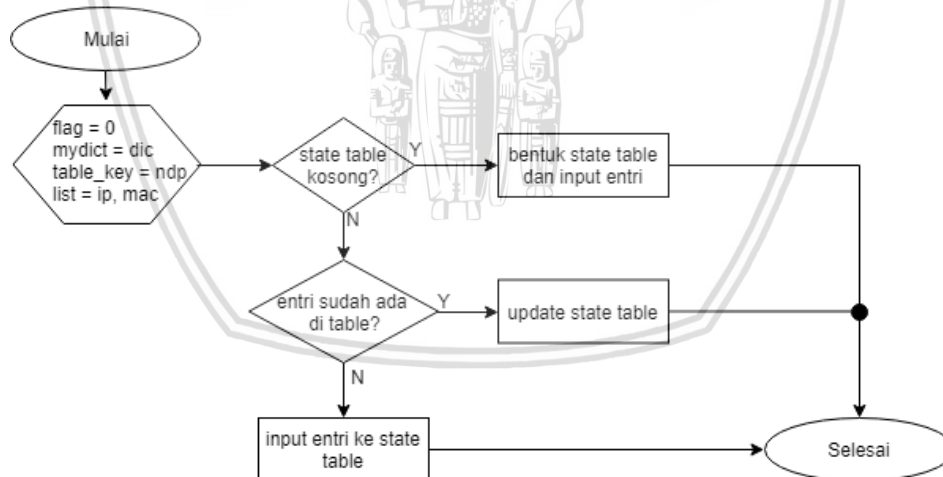 Mulai
flag = 0
mydict = dic
table_key = ndp
list = ip, mac
state table
kosong?
Y
bentuk state table
dan input entri
N
entri sudah ada
di table?
Y
update state table
N
input entri ke state
table
Selesai